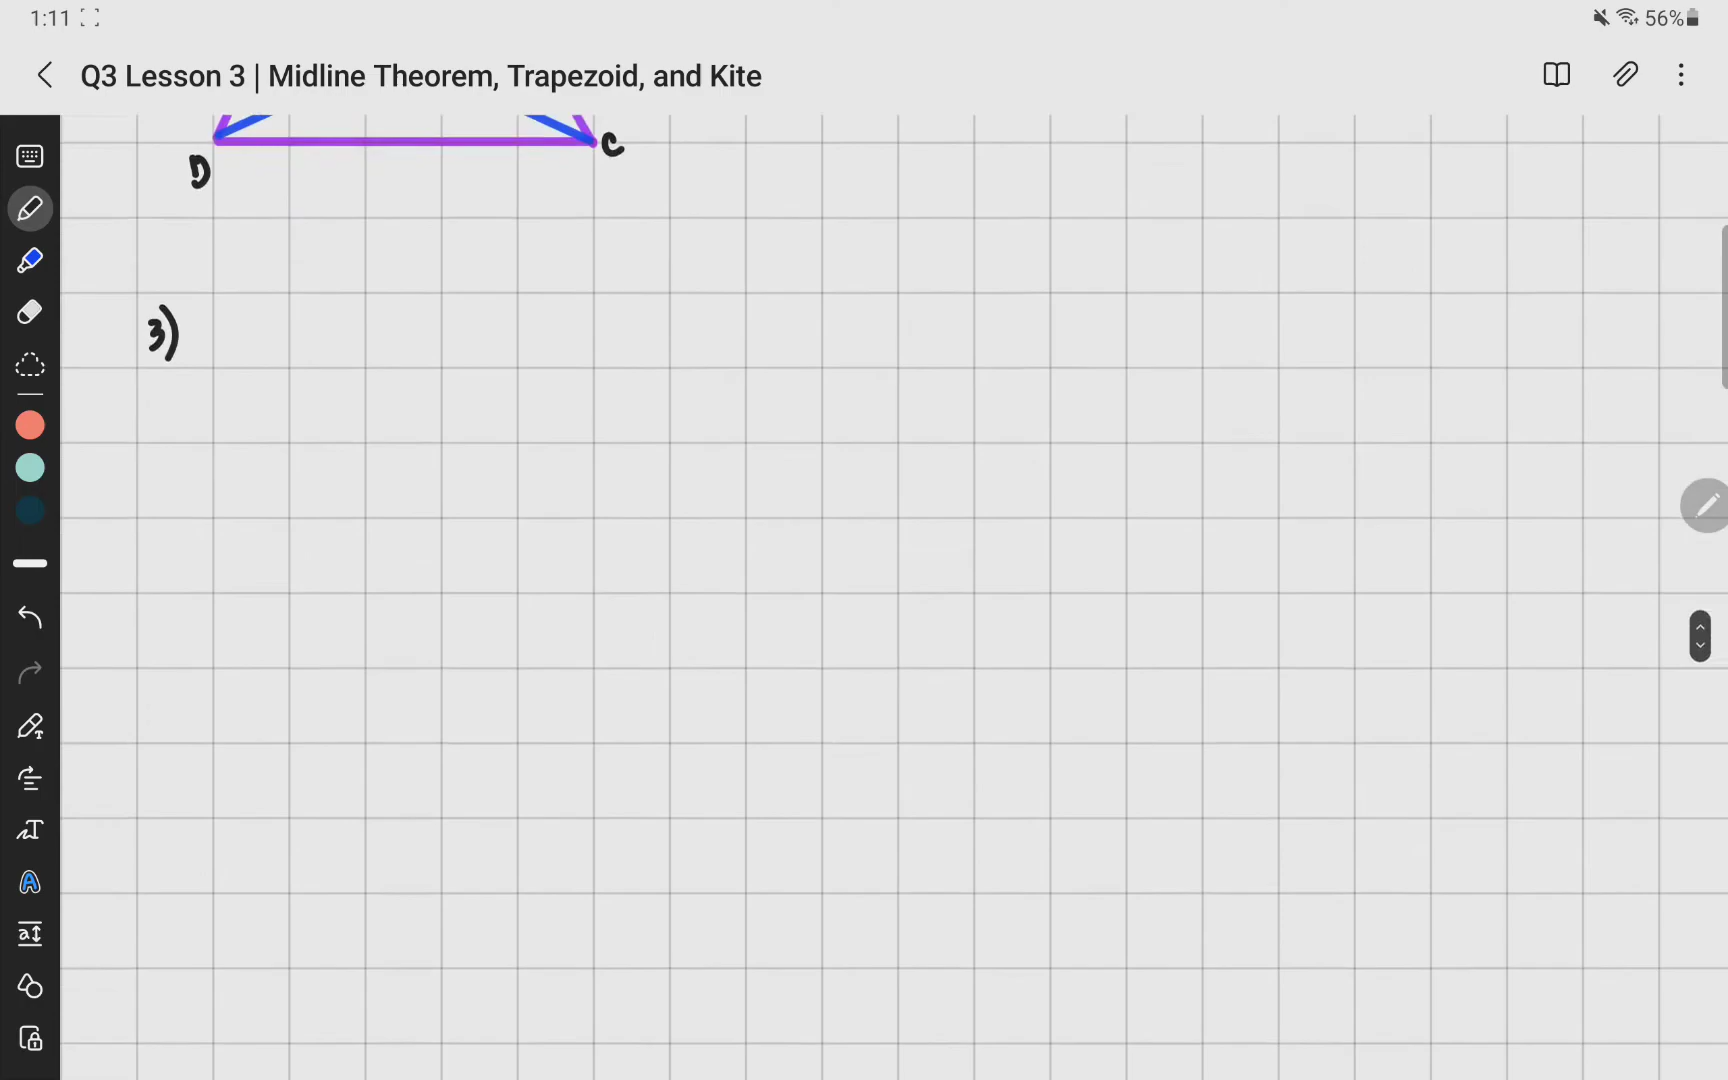 1:11 56%
Q3 Lesson 3 | Midline Theorem, Trapezoid, and Kite
C
D
3)
T
T
A
a